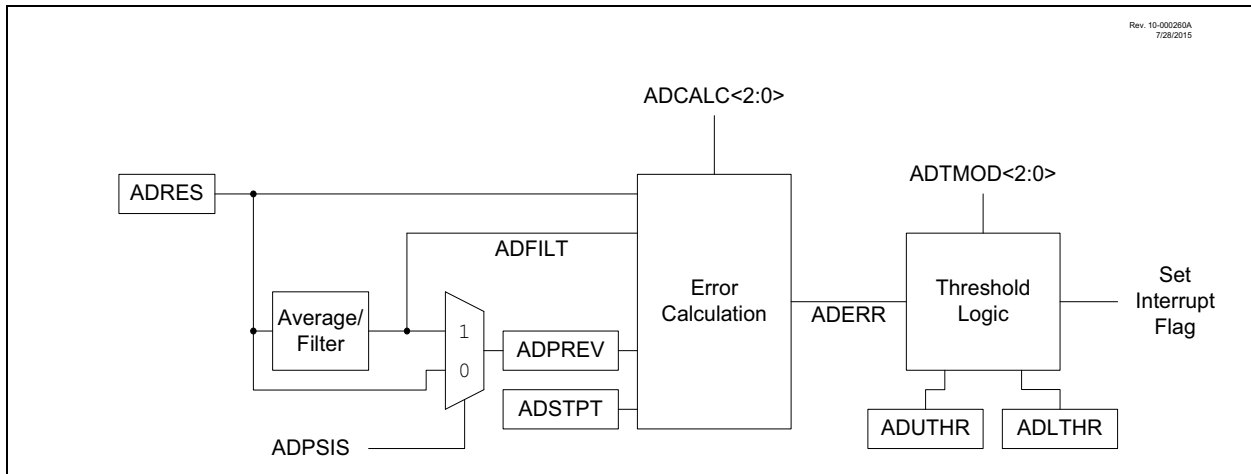 Rev. 10-000260A
7/28/2015
ADCALC<2:0>
ADTMOD<2:0>
ADRES
ADFILT
Average/
Filter
1
0
ADPREV
ADSTPT
ADPSIS
Error
Calculation
ADERR
Threshold
Logic
Set
Interrupt
Flag
ADUTHR
ADLTHR